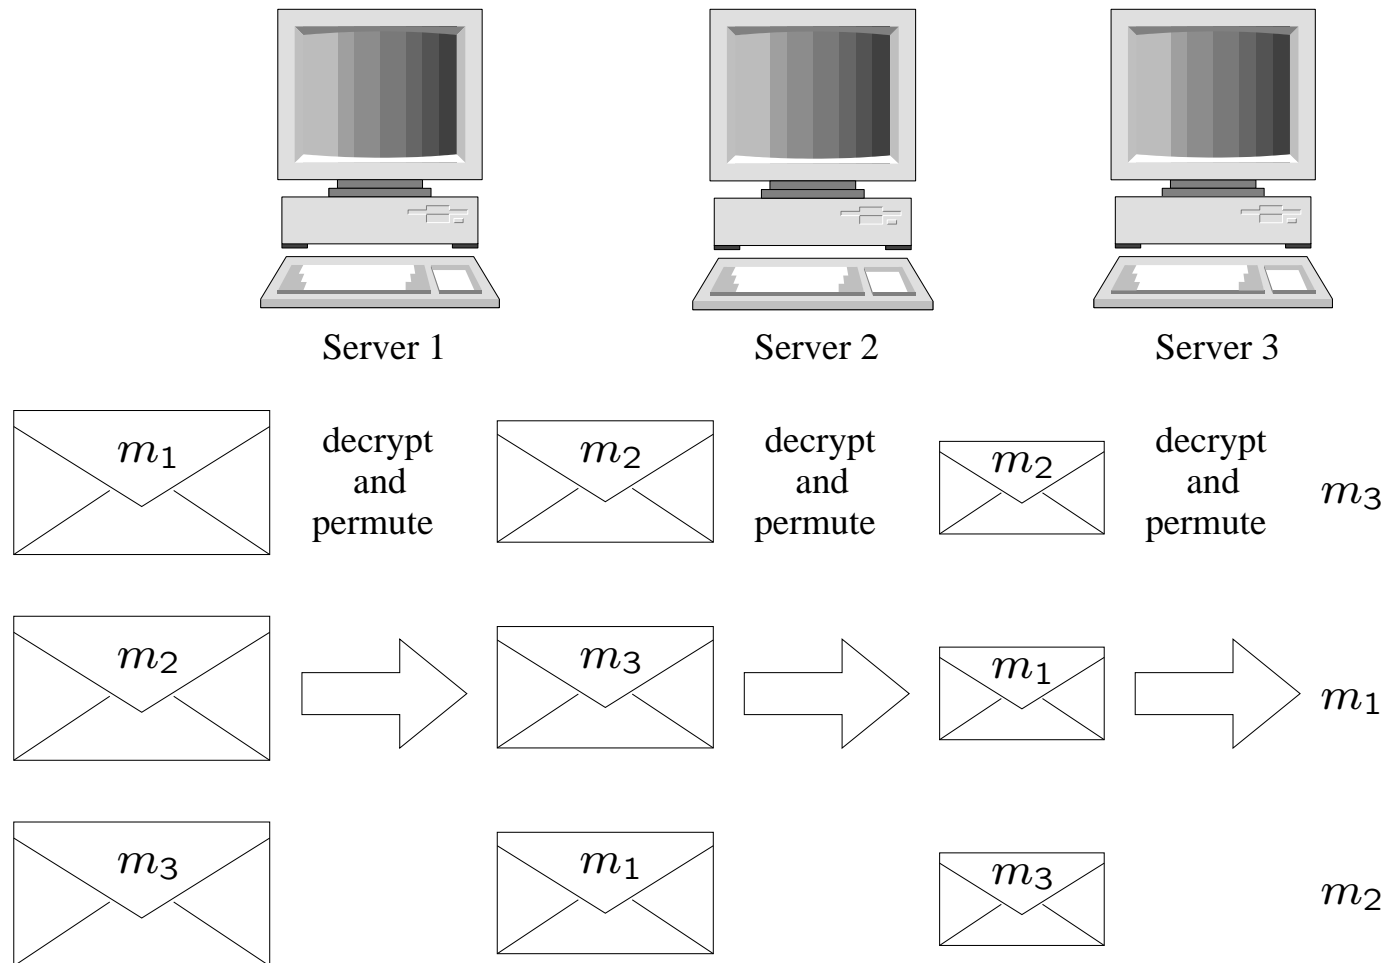 Server 1 Server 2 Server 3
m₁ decrypt and permute m₂ decrypt and permute m₂ decrypt and permute m₃
m₂ m₃ m₁ m₁
m₃ m₁ m₃ m₂